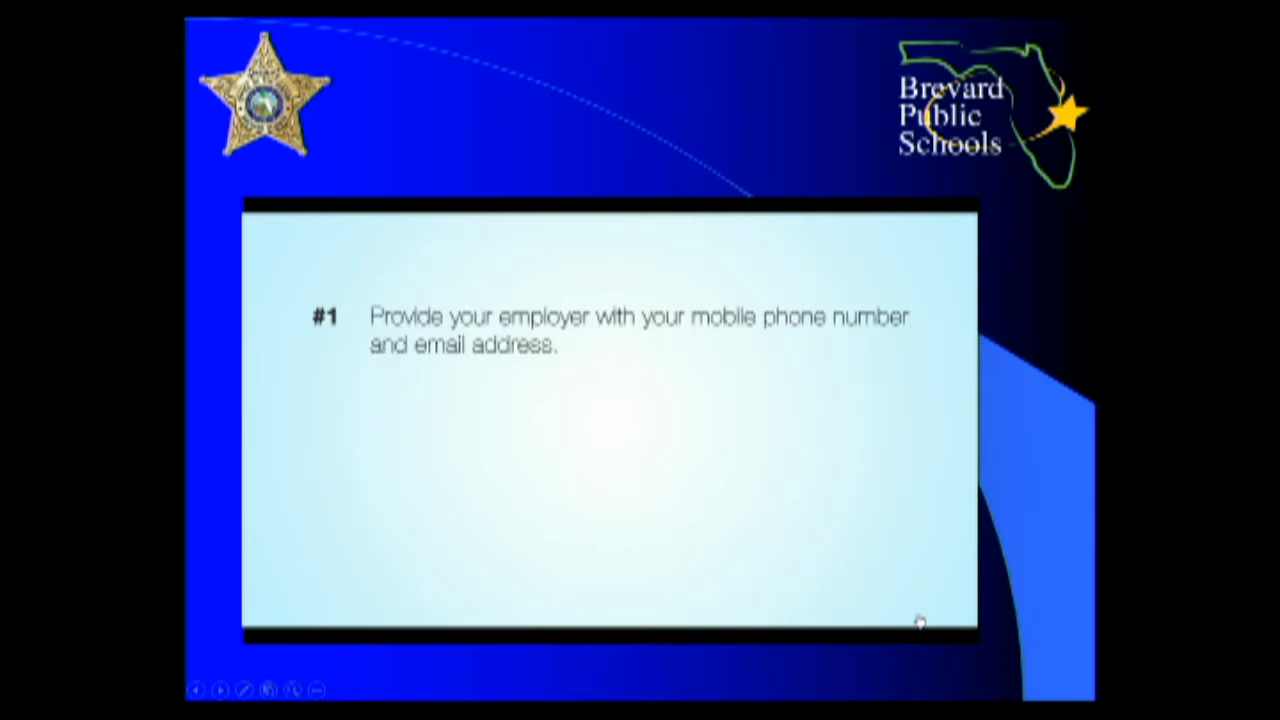 Brevard
Public
Schools
#1 Provide your employer with your mobile phone number
and email address.